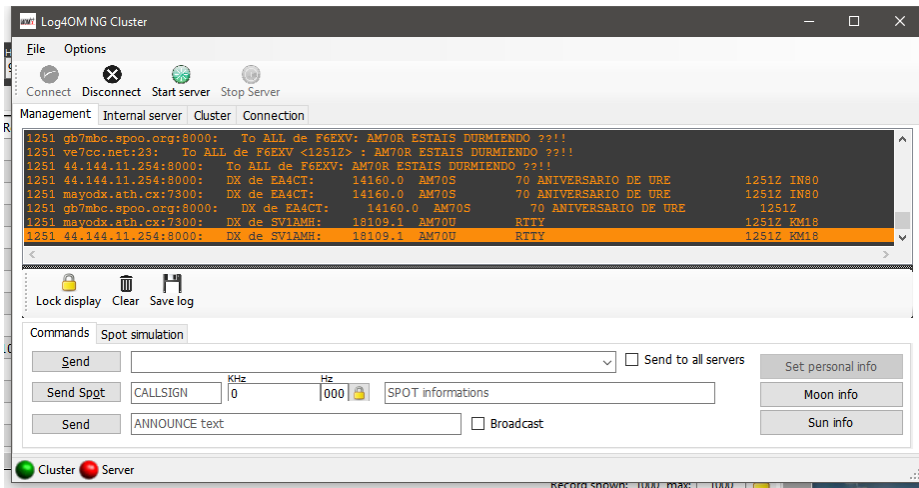 WM? Log4OM NG Cluster
File Options
Connect Disconnect Start server Stop Server
Management Internal server Cluster Connection
1251 gb7mbc.spoo.org:8000: To ALL de F6EXV: AM70R ESTAIS DURMIENDO ??!!
1251 ve7cc.net:23: To ALL de F6EXV <1251Z> : AM70R ESTAIS DURMIENDO ??!!
1251 44.144.11.254:8000: To ALL de F6EXV: AM70R ESTAIS DURMIENDO ??!!
1251 44.144.11.254:8000: DX de EA4CT: 14160.0 AM70S 70 ANIVERSARIO DE URE 1251Z IN80
1251 mayodx.ath.cx:7300: DX de EA4CT: 14160.0 AM70S 70 ANIVERSARIO DE URE 1251Z IN80
1251 gb7mbc.spoo.org:8000: DX de EA4CT: 14160.0 AM70S 70 ANIVERSARIO DE URE 1251Z
1251 mayodx.ath.cx:7300: DX de SV1AMH: 18109.1 AM70U RTTY 1251Z KM18
1251 44.144.11.254:8000: DX de SV1AMH: 18109.1 AM70U RTTY 1251Z KM18
Lock display Clear Save log
Commands Spot simulation
Send Send to all servers Set personal info
KHz Hz
Send Spot CALLSIGN 0 000 SPOT informations Moon info
Send ANNOUNCE text Broadcast Sun info
Cluster Server
Record shown: 1000 max: 1000